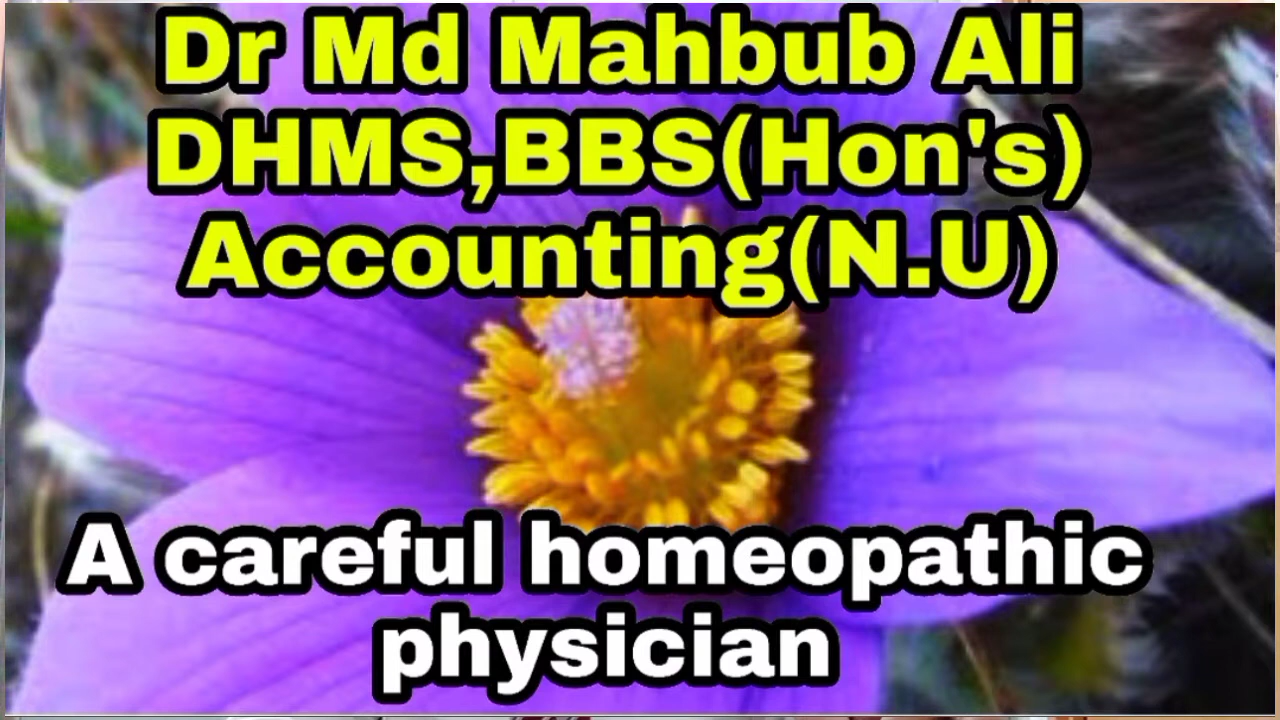 Dr Md Mahbub Ali
DHMS,BBS(Hon's)
Accounting(N.U)
A careful homeopathic
physician